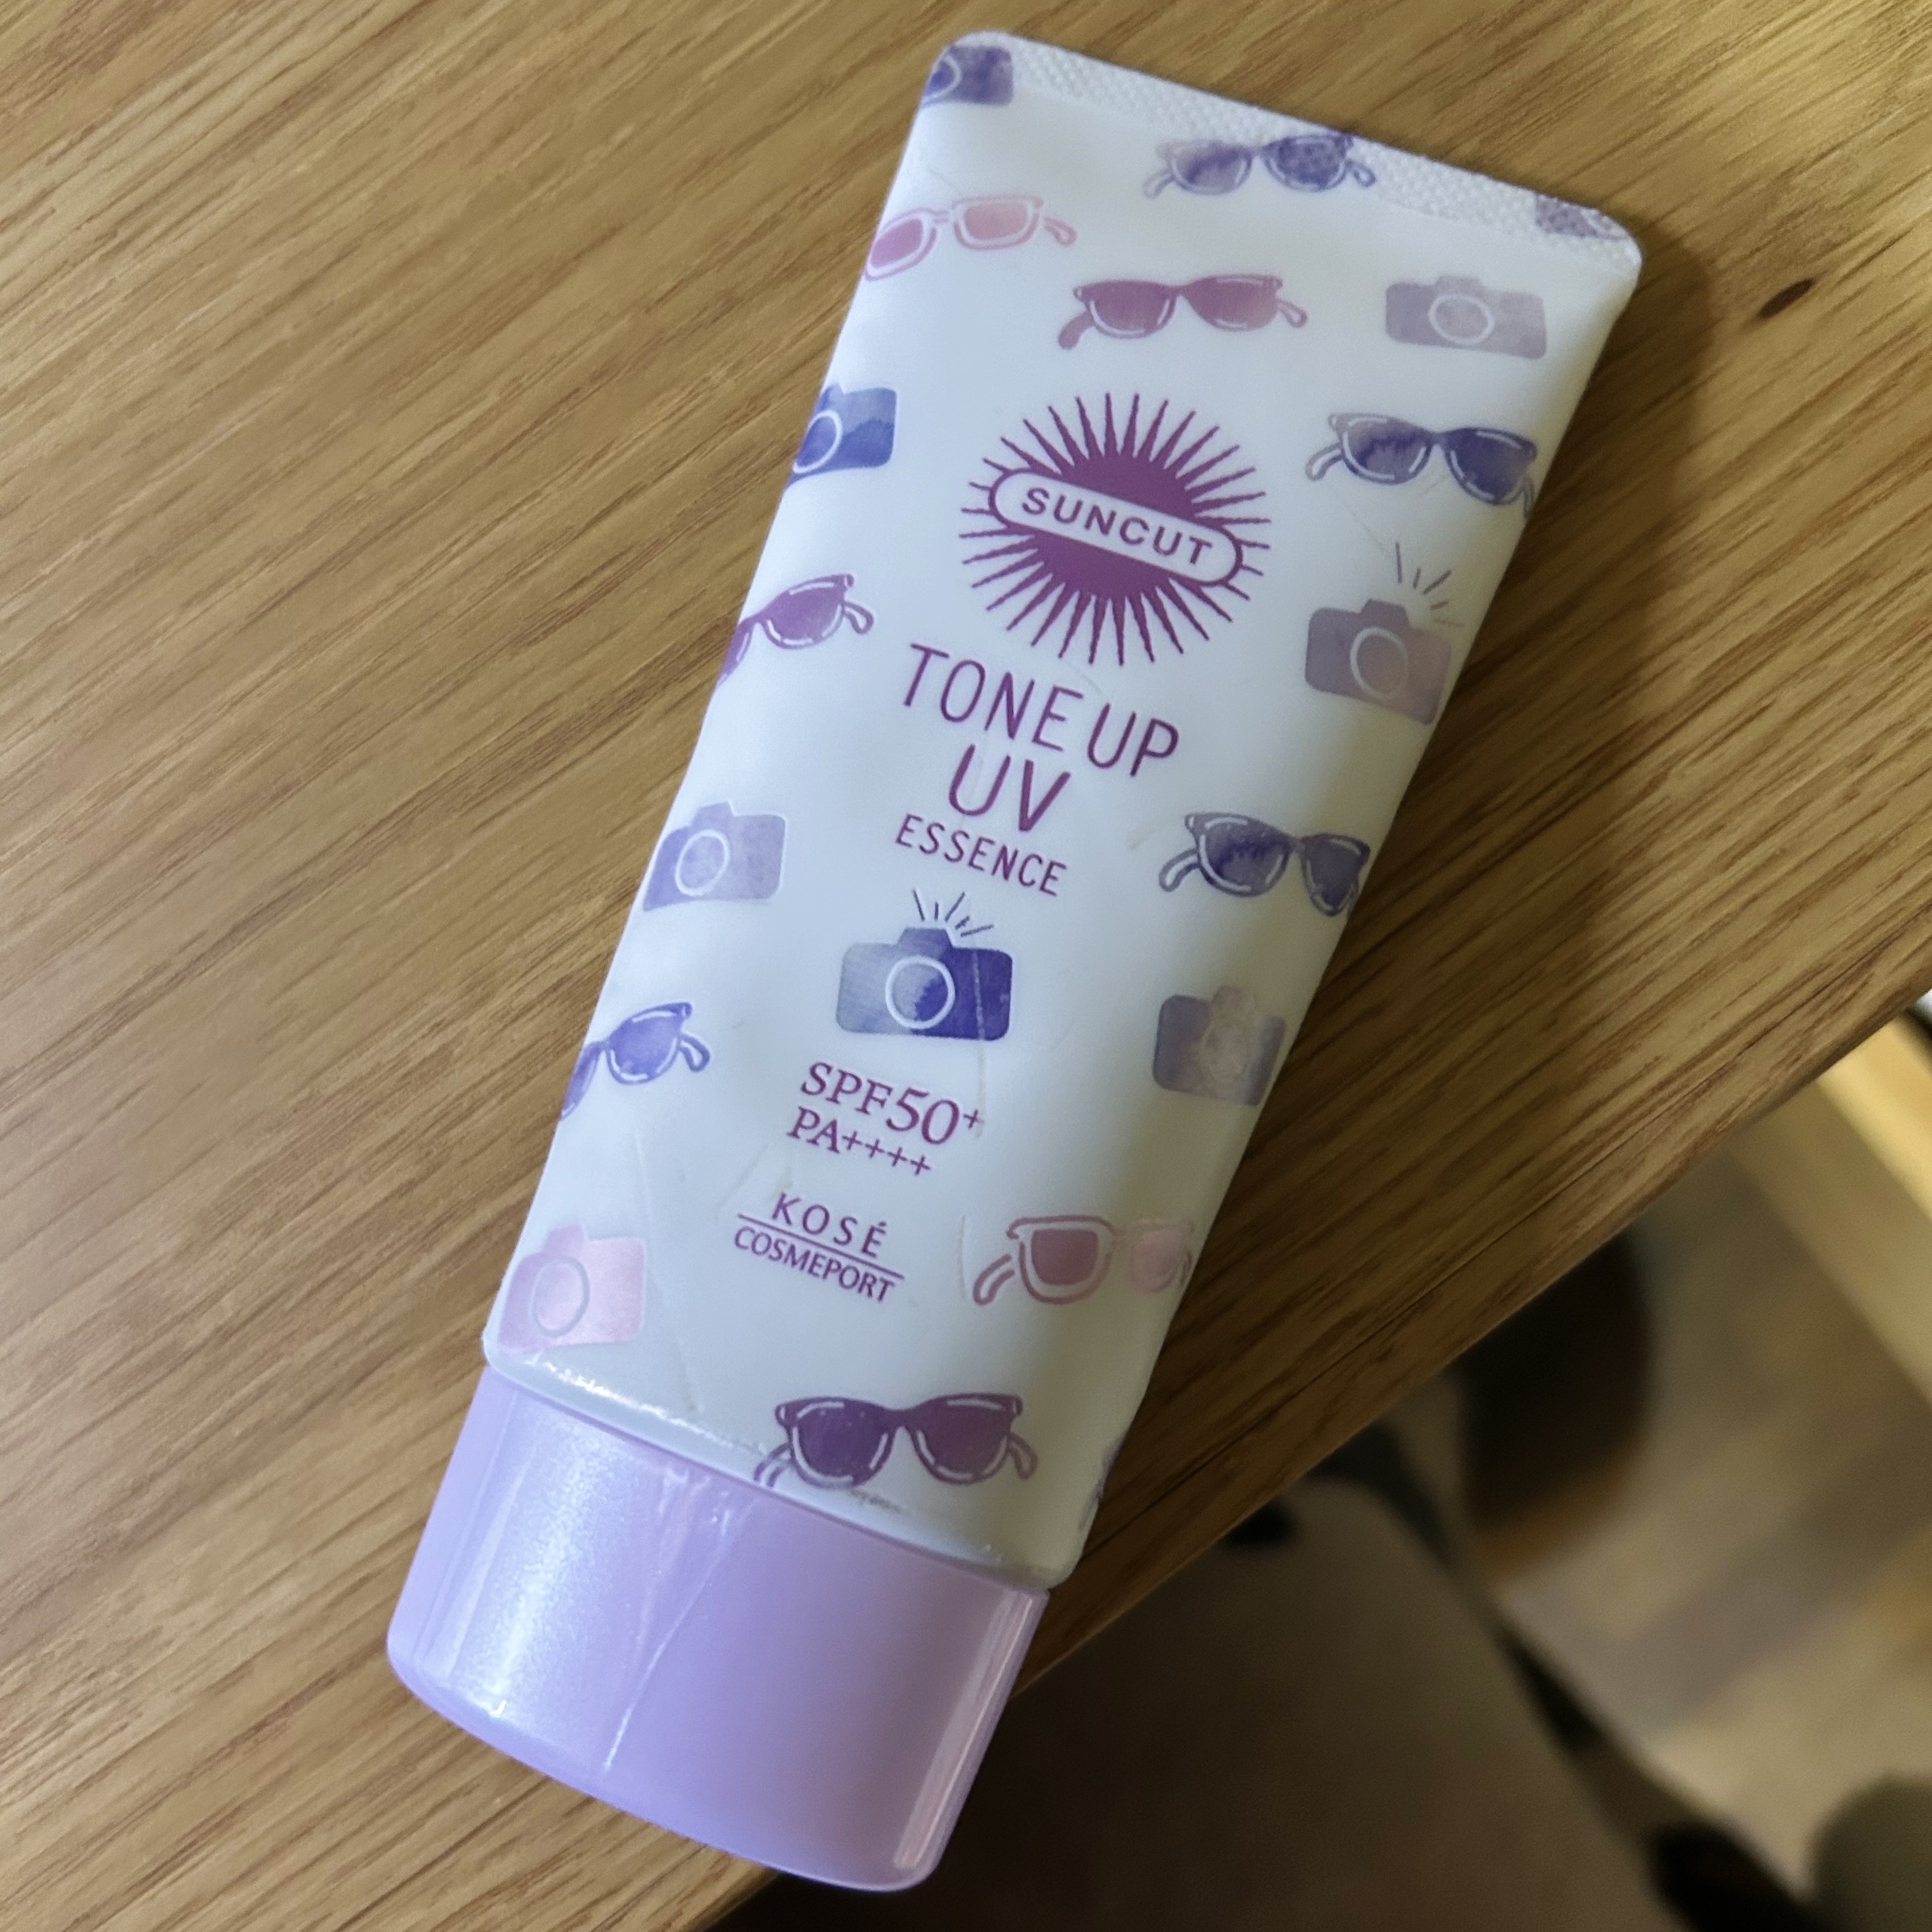 SUNCUT
TONE UP
UV
ESSENCE
SPF50+
PA++++
KOSÉ
COSMEPORT